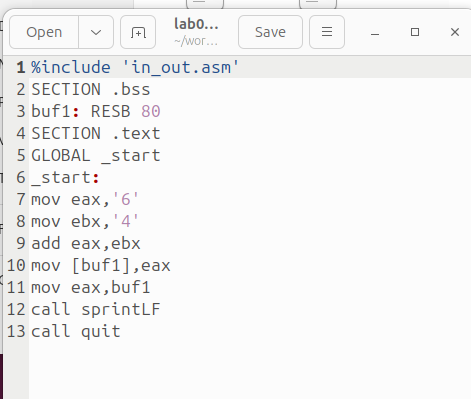 Open
lab0...
~/wor...
Save
1 %include 'in_out.asm'
2 SECTION .bss
3 buf1: RESB 80
4 SECTION .text
5 GLOBAL _start
6 _start:
7 mov eax,'6'
8 mov ebx,'4'
9 add eax,ebx
10 mov [buf1],eax
11 mov eax,buf1
12 call sprintLF
13 call quit